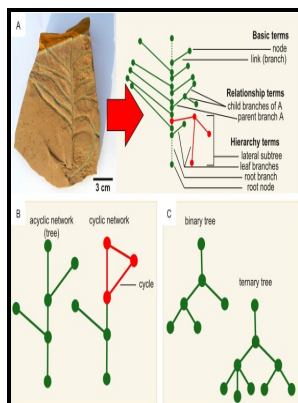 A
3 cm
Basic terms
node
link (branch)
Relationship terms
child branches of A
parent branch A
Hierarchy terms
lateral subtree
leaf branches
root branch
root node
B
acyclic network
(tree)
cyclic network
cycle
C
binary tree
ternary tree